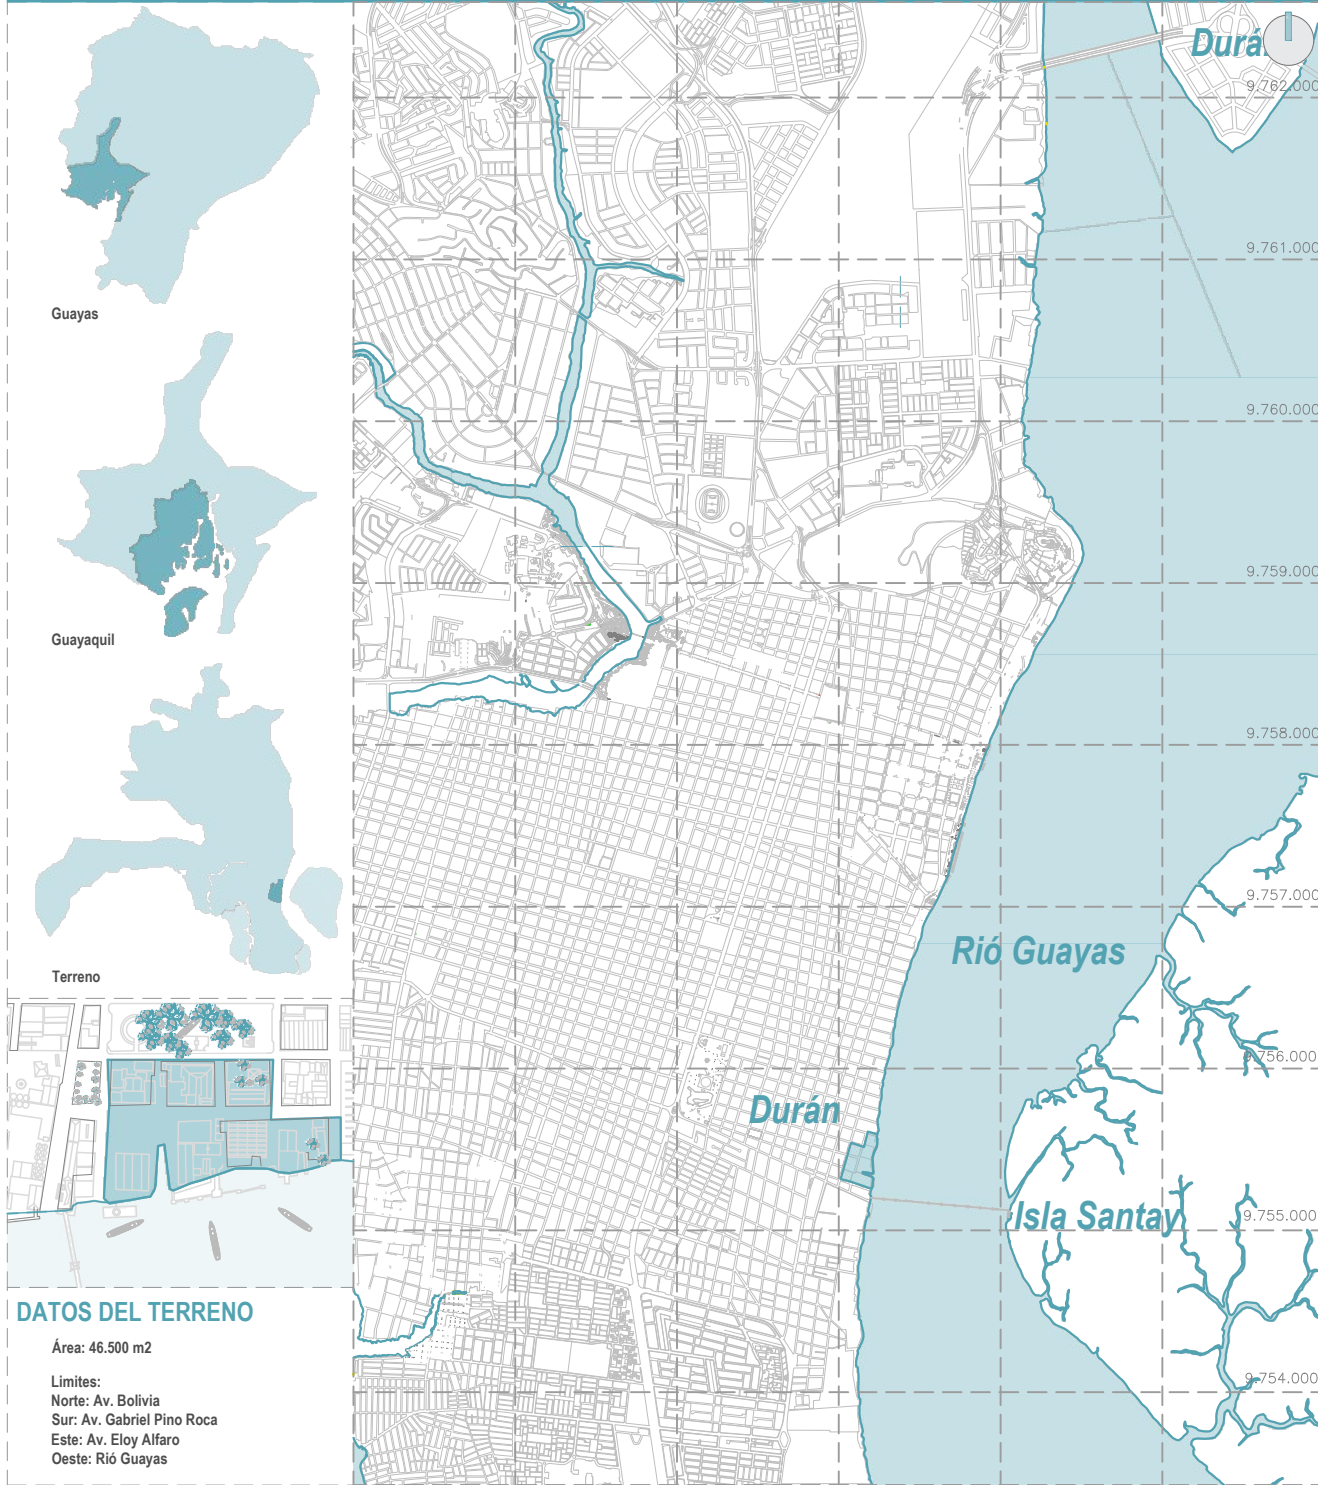 Durá
9.762.000
Guayas
9.761.000
9.760.000
9.759.000
Guayaquil
9.758.000
9.757.000
Rió Guayas
Terreno
9.756.000
Durán
Isla Santay
9.755.000
DATOS DEL TERRENO
Área: 46.500 m2
Limites:
Norte: Av. Bolivia
Sur: Av. Gabriel Pino Roca
Este: Av. Eloy Alfaro
Oeste: Rió Guayas
9.754.000